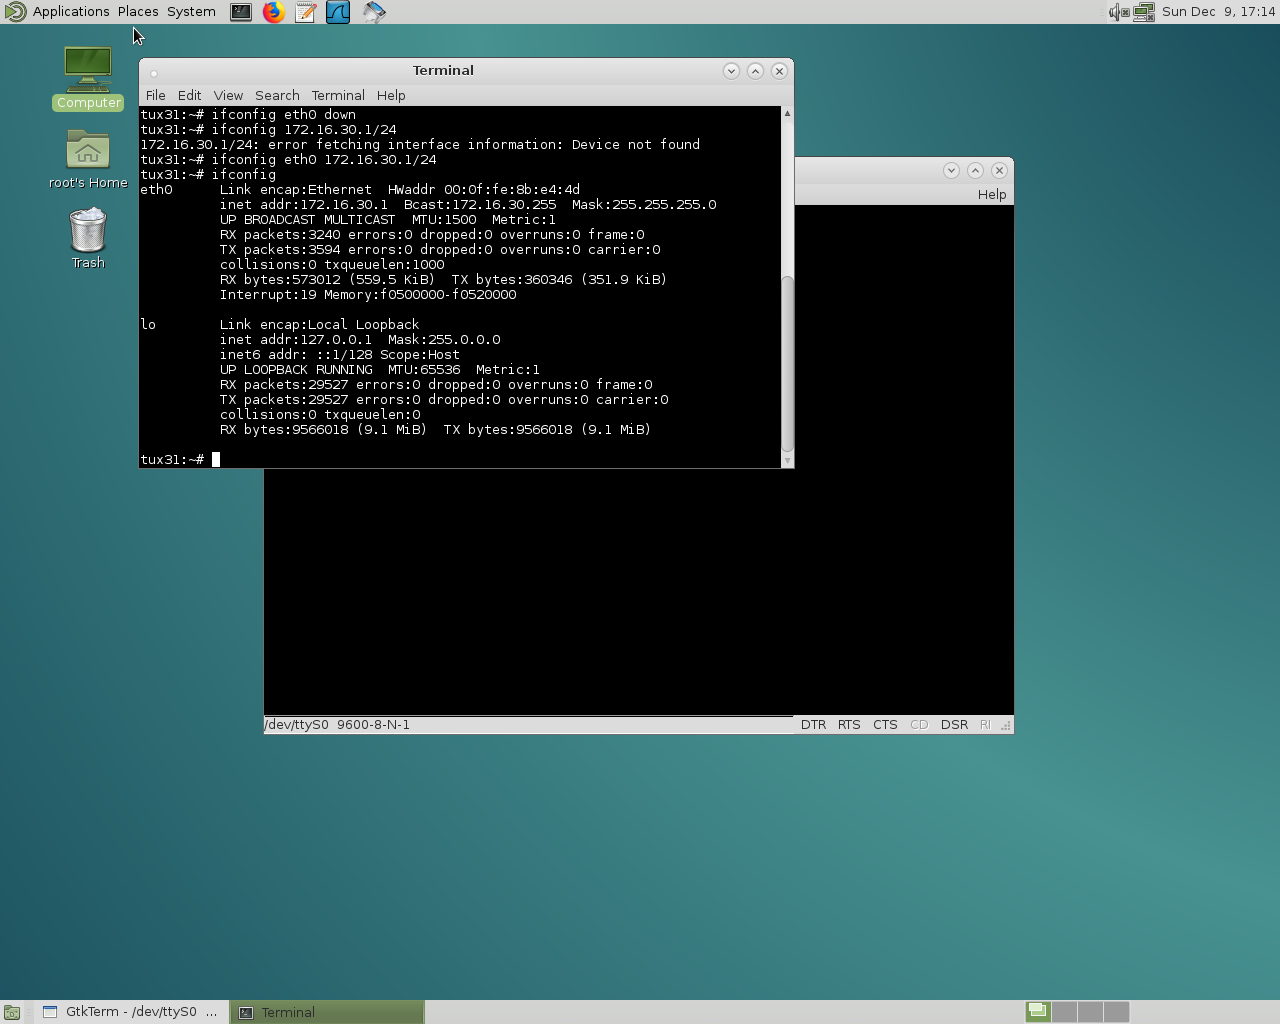 Applications Places System
Sun Dec 9, 17:14
Computer
root's Home
Trash
Terminal
File Edit View Search Terminal Help
tux31:~# ifconfig eth0 down
tux31:~# ifconfig 172.16.30.1/24
172.16.30.1/24: error fetching interface information: Device not found
tux31:~# ifconfig eth0 172.16.30.1/24
tux31:~# ifconfig
eth0      Link encap:Ethernet  HWaddr 00:0f:fe:8b:e4:4d
          inet addr:172.16.30.1  Bcast:172.16.30.255  Mask:255.255.255.0
          UP BROADCAST MULTICAST  MTU:1500  Metric:1
          RX packets:3240 errors:0 dropped:0 overruns:0 frame:0
          TX packets:3594 errors:0 dropped:0 overruns:0 carrier:0
          collisions:0 txqueuelen:1000
          RX bytes:573012 (559.5 KiB)  TX bytes:360346 (351.9 KiB)
          Interrupt:19 Memory:f0500000-f0520000
lo        Link encap:Local Loopback
          inet addr:127.0.0.1  Mask:255.0.0.0
          inet6 addr: ::1/128 Scope:Host
          UP LOOPBACK RUNNING  MTU:65536  Metric:1
          RX packets:29527 errors:0 dropped:0 overruns:0 frame:0
          TX packets:29527 errors:0 dropped:0 overruns:0 carrier:0
          collisions:0 txqueuelen:0
          RX bytes:9566018 (9.1 MiB)  TX bytes:9566018 (9.1 MiB)
tux31:~#
Help
/dev/ttyS0 9600-8-N-1
DTR RTS CTS CD DSR RI
GtkTerm - /dev/ttyS0 ...
Terminal